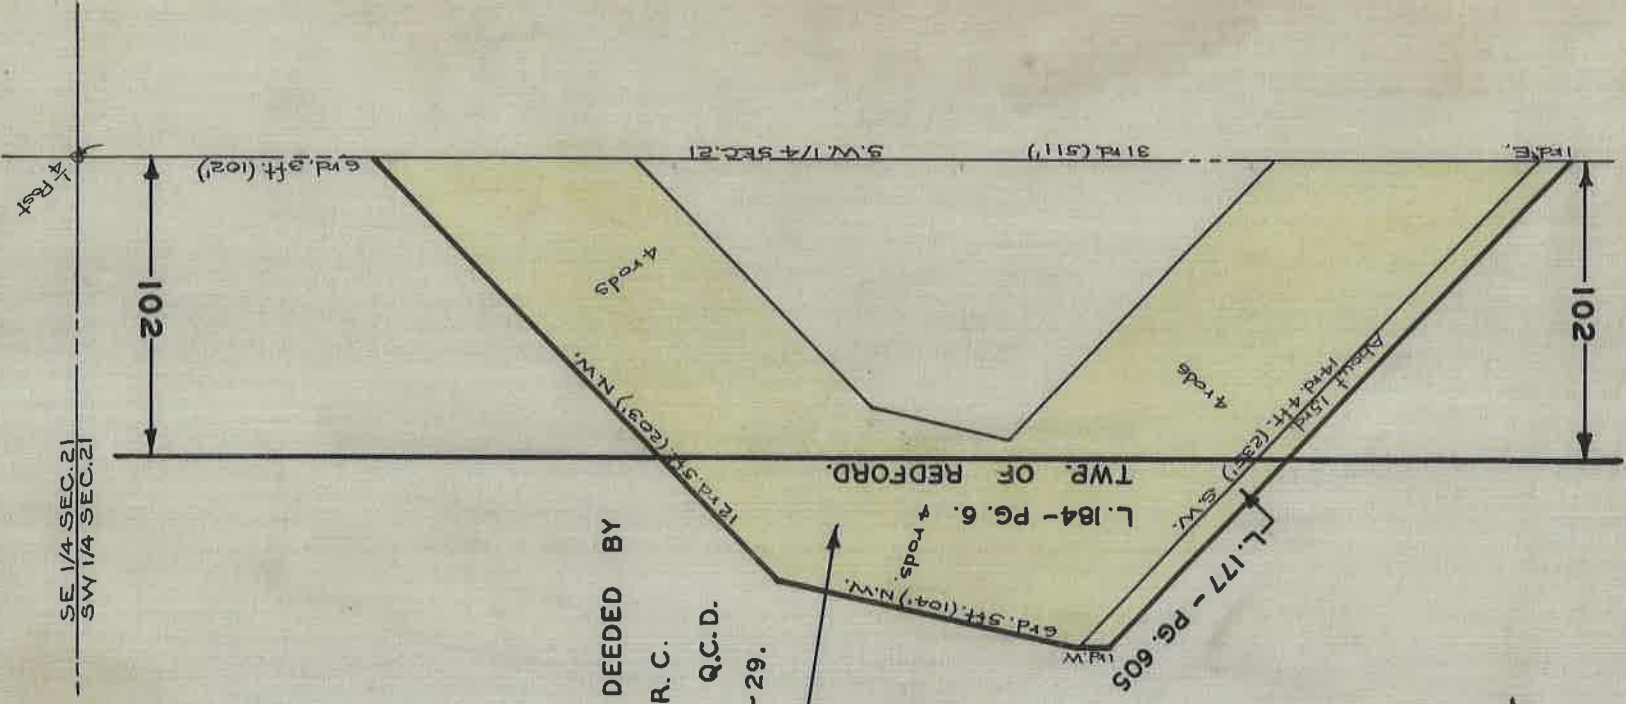 1/4 Post
SE 1/4 SEC. 21
SW 1/4 SEC. 21
6 rd. 3 ft. (102')
S.W. 1/4 SEC. 21
31 rd. (511')
1 rd. E.
102
102
4 rods
4 rods
12 rd. 5 ft. (203') N.W.
About 15 rd
14 rd. 4 ft. (235') S.W.
TWP. OF REDFORD.
L. 184 - PG. 6.
4 rods.
6 rd. 5 ft. (104') N.W.
1 rd. W
L. 177 - PG. 605
DEEDED BY
R. C.
Q.C.D.
- 29.